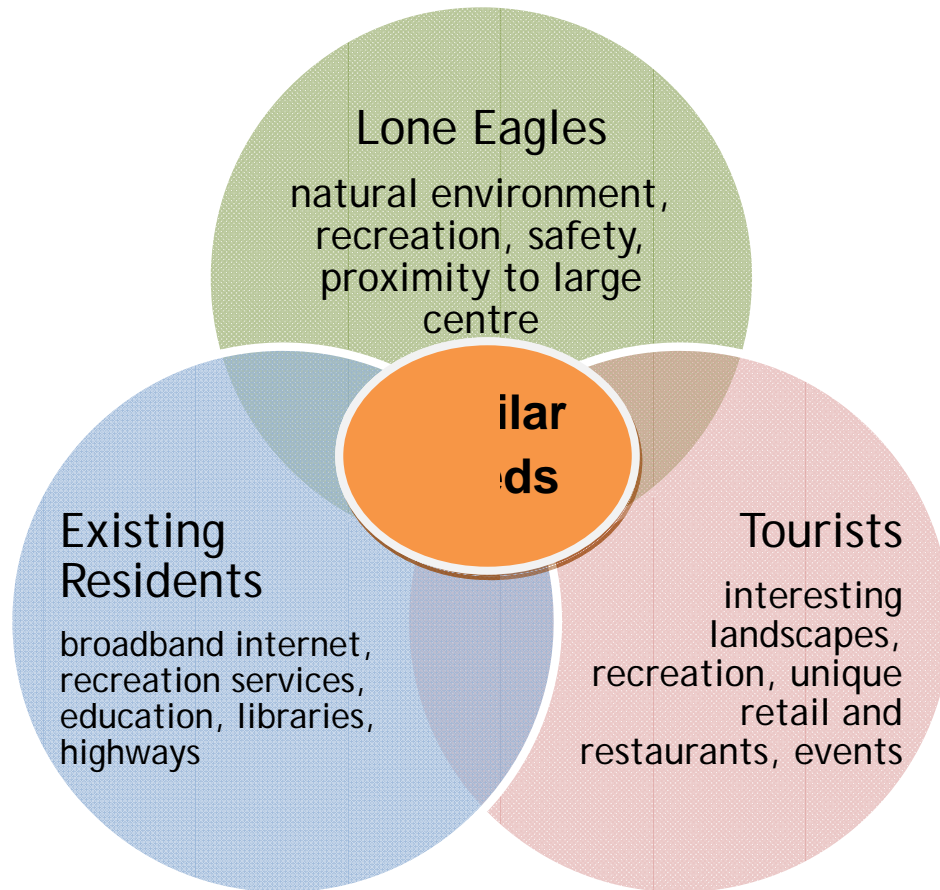 Lone Eagles
natural environment,
recreation, safety,
proximity to large
centre
ilar
eds
Existing
Residents
broadband internet,
recreation services,
education, libraries,
highways
Tourists
interesting
landscapes,
recreation, unique
retail and
restaurants, events